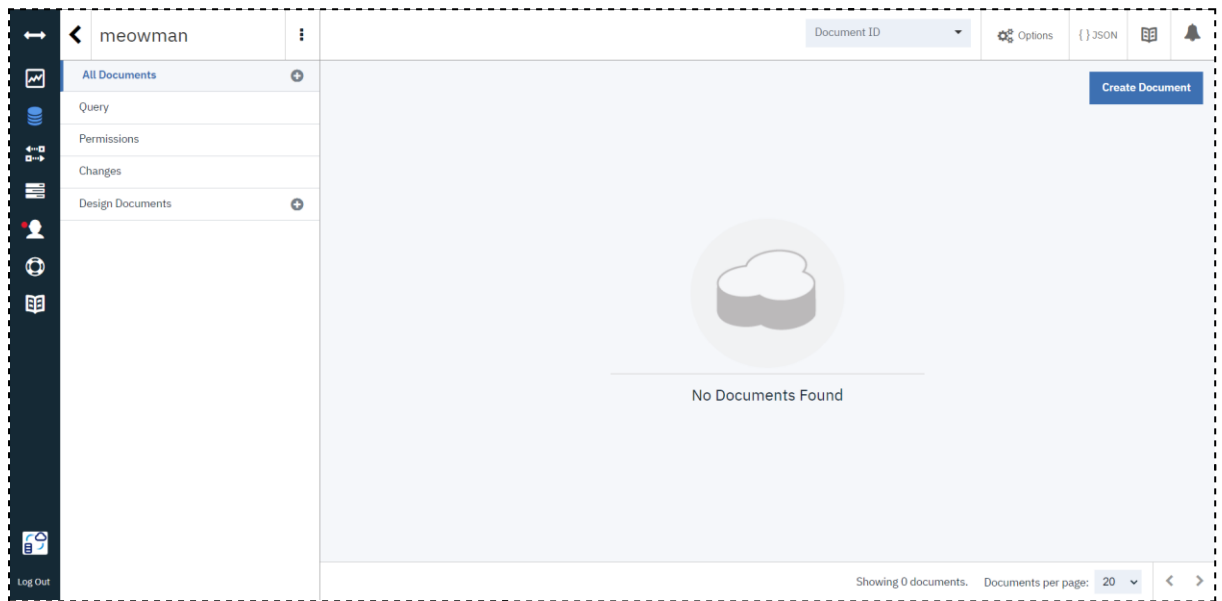 meowman
Document ID
Options
{ } JSON
All Documents
Query
Permissions
Changes
Design Documents
Create Document
No Documents Found
Log Out
Showing 0 documents. Documents per page: 20